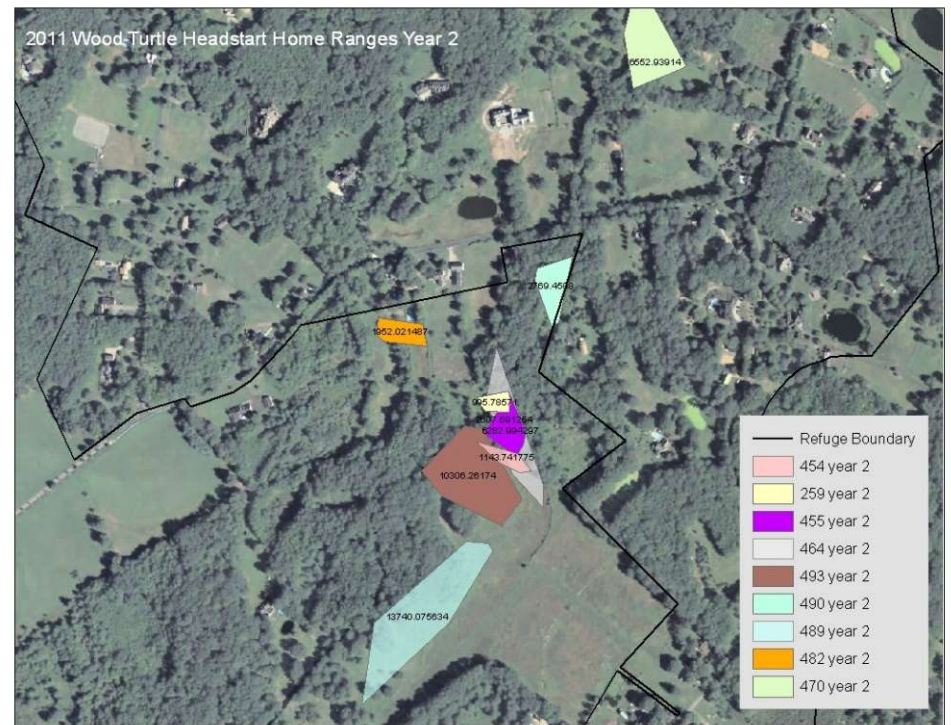 2011 Wood-Turtle Headstart Home Ranges Year 2
6552.93914
2769.4568
1952.021487
995.78571
6282.994297
1143.741775
10306.26174
13740.075634
Refuge Boundary
454 year 2
259 year 2
455 year 2
464 year 2
493 year 2
490 year 2
489 year 2
482 year 2
470 year 2